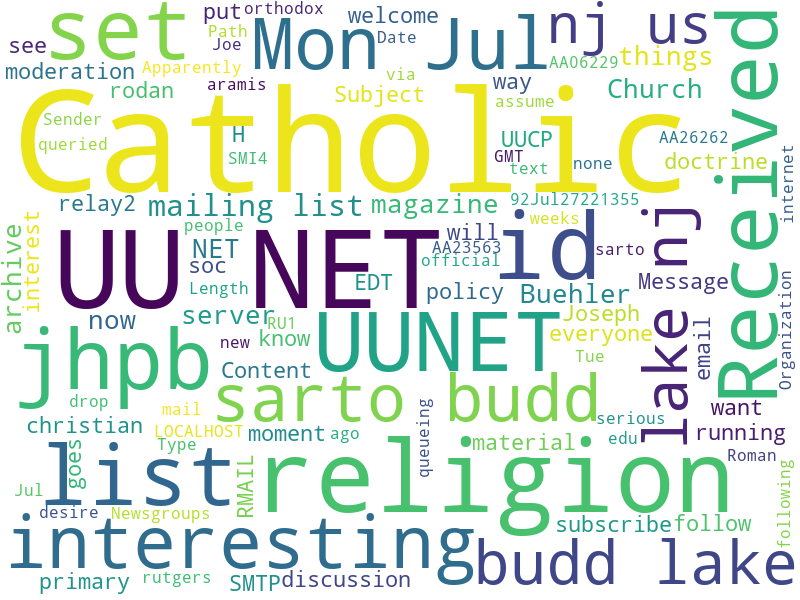 set
put
orthodox
Path
Joe
Date
welcome
Mon Jul
nj us
see
moderation
Apparently
via
AAO6229
things
Received
rodan
aramis
Subject
way
assume
Church
Catholic
Sender
queried
H
SMI4
UUCP
GMT
text
none
AA26262
doctrine
internet
relay2
mailing list
magazine
92Jul27221355
people
weeks
will
AA23563
official
id
sarto
lake nj
archive
interest
UU NET
NET
soc
Length
EDT
policy
Buehler
Message
Organization
now
server
RU1
know
new
UUNET
Joseph
everyone
email
Tue
jhpb
Content
drop
mail
sarto budd
queueing
serious
edu
want
running
christian
LOCALHOST
Type
moment
ago
material
Roman
list
goes
RMAIL
religion
following
Jul
desire
Newsgroups
subscribe
follow
interesting
budd lake
primary
rutgers
SMTP
discussion